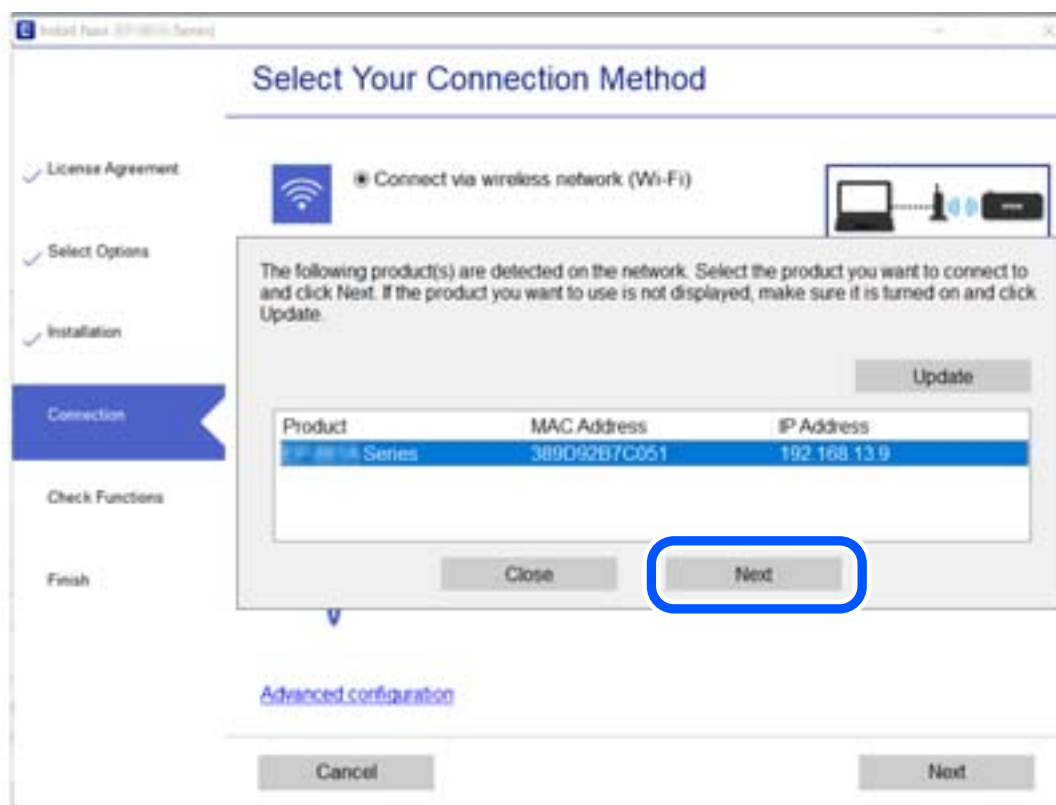 Install Navi
Series]
Select Your Connection Method
License Agreement
Select Options
Installation
Connection
Check Functions
Finish
Connect via wireless network (Wi-Fi)
The following product(s) are detected on the network. Select the product you want to connect to
and click Next. If the product you want to use is not displayed, make sure it is turned on and click
Update.
Update
Product MAC Address IP Address
Series 389D92B7C051 192.168.13.9
Close Next
Advanced configuration
Cancel Next